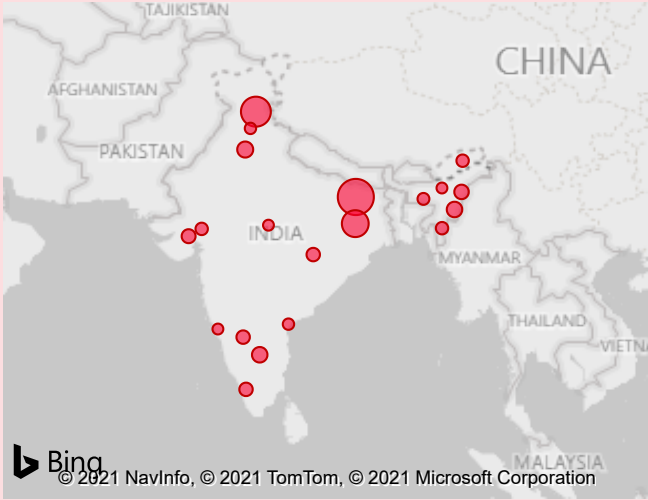 TAJIKISTAN
CHINA
AFGHANISTAN
PAKISTAN
INDIA
MYANMAR
THAILAND
VIETNA
MALAYSIA
Bing
© 2021 NavInfo, © 2021 TomTom, © 2021 Microsoft Corporation